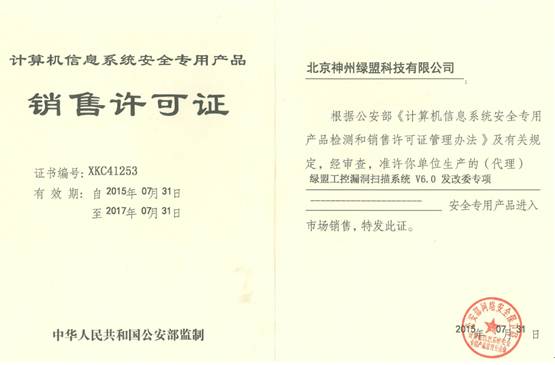 计算机信息系统安全专用产品
销售许可证
证书编号: XKC41253
有 效 期: 自 2015年 07月 31日
至 2017年 07月 31日
中华人民共和国公安部监制
北京神州绿盟科技有限公司
:
根据公安部《计算机信息系统安全专用
产品检测和销售许可证管理办法》及有关规
定，经审查，准许你单位生产的（代理）
绿盟工控漏洞扫描系统 V6.0 发改委专项
---------------------- 安全专用产品进入
市场销售，特发此证。
2015年 07月 31日